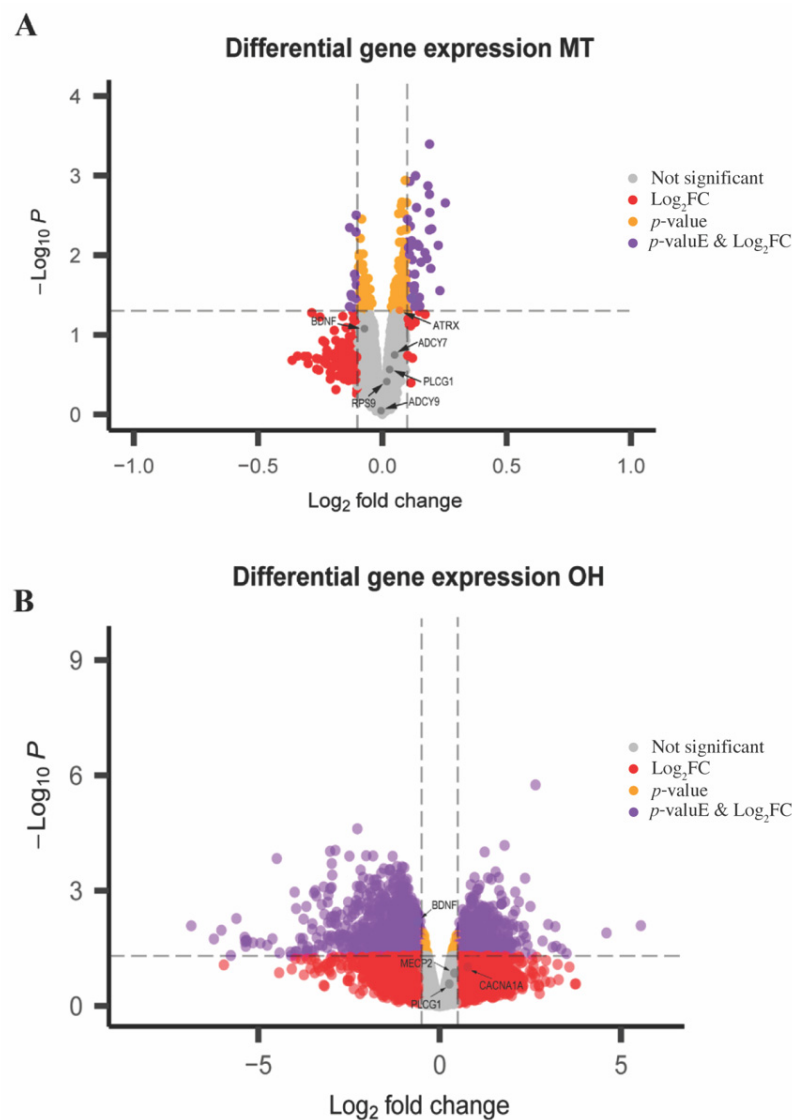 A
Differential gene expression MT
4
3
2
1
0
−Log10 P
Not significant
Log2FC
p-value
p-valuE & Log2FC
BDNF
ATRX
ADCY7
PLCG1
RPS9
ADCY9
−1.0
−0.5
0.0
0.5
1.0
Log2 fold change
B
Differential gene expression OH
9
6
3
0
−Log10 P
Not significant
Log2FC
p-value
p-valuE & Log2FC
BDNF
MECP2
PLCG1
CACNA1A
−5
0
5
Log2 fold change